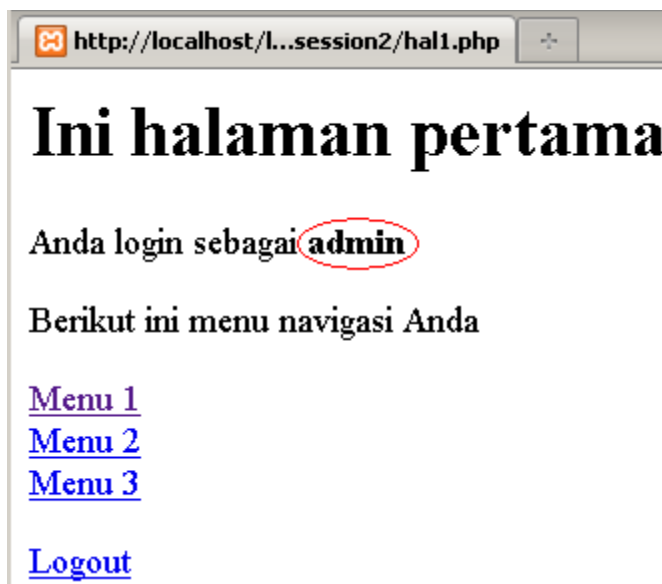 http://localhost/l...session2/hal1.php
Ini halaman pertama
Anda login sebagai admin
Berikut ini menu navigasi Anda
Menu 1
Menu 2
Menu 3
Logout